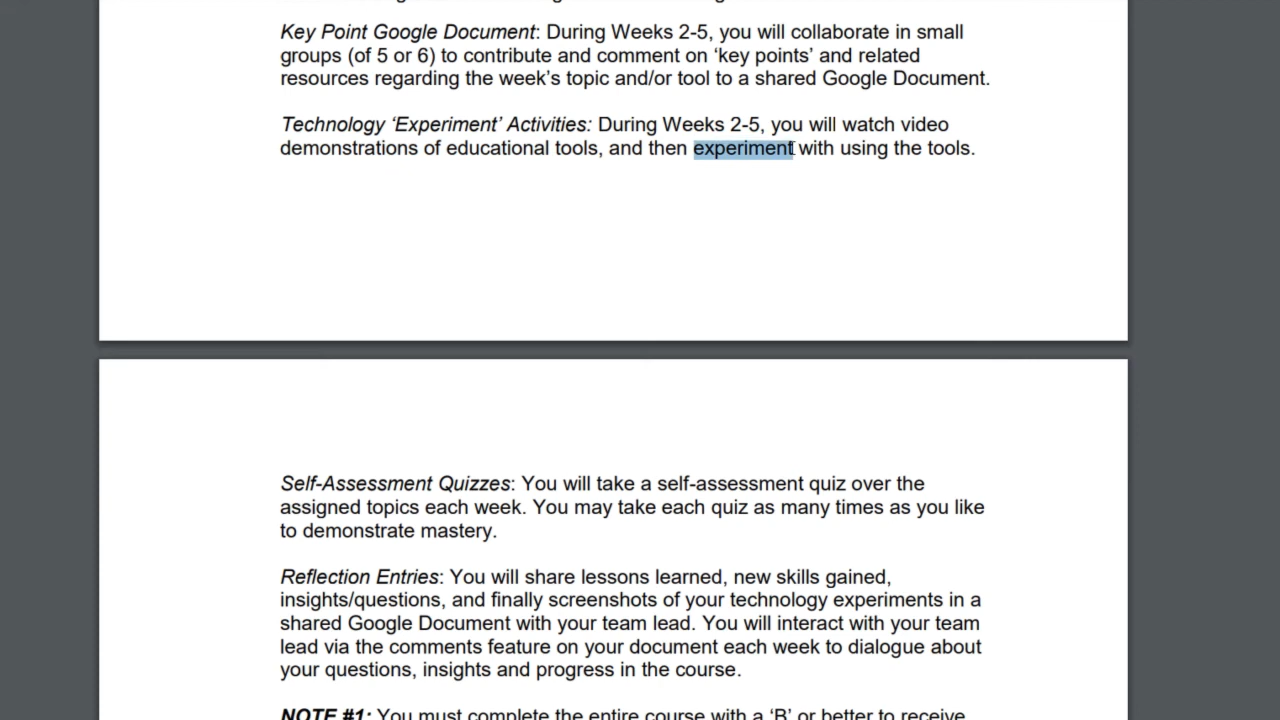 Key Point Google Document: During Weeks 2-5, you will collaborate in small
groups (of 5 or 6) to contribute and comment on ‘key points’ and related
resources regarding the week’s topic and/or tool to a shared Google Document.
Technology ‘Experiment’ Activities: During Weeks 2-5, you will watch video
demonstrations of educational tools, and then experiment with using the tools.
Self-Assessment Quizzes: You will take a self-assessment quiz over the
assigned topics each week. You may take each quiz as many times as you like
to demonstrate mastery.
Reflection Entries: You will share lessons learned, new skills gained,
insights/questions, and finally screenshots of your technology experiments in a
shared Google Document with your team lead. You will interact with your team
lead via the comments feature on your document each week to dialogue about
your questions, insights and progress in the course.
NOTE #1: You must complete the entire course with a ‘B’ or better to receive